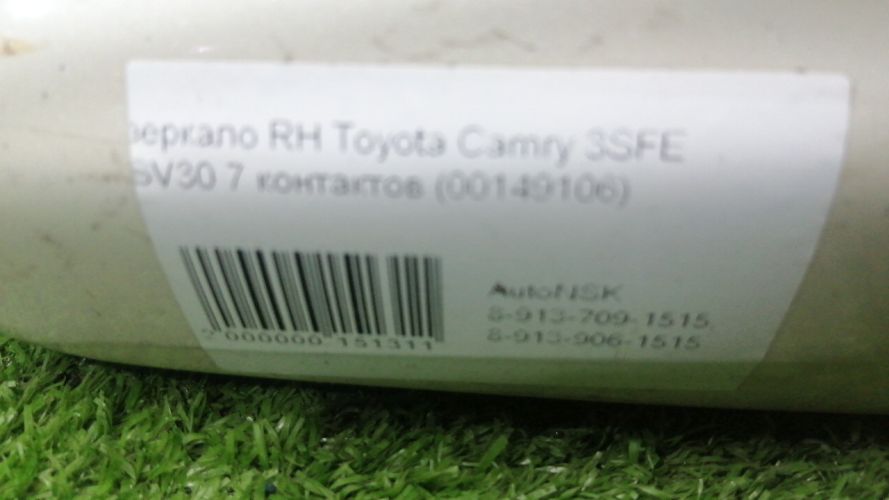 зеркало RH Toyota Camry 3SFE
SV30 7 контактов (00149106)
AutoNSK
8-913-709-1515,
8-913-906-1515
2 000000 151311